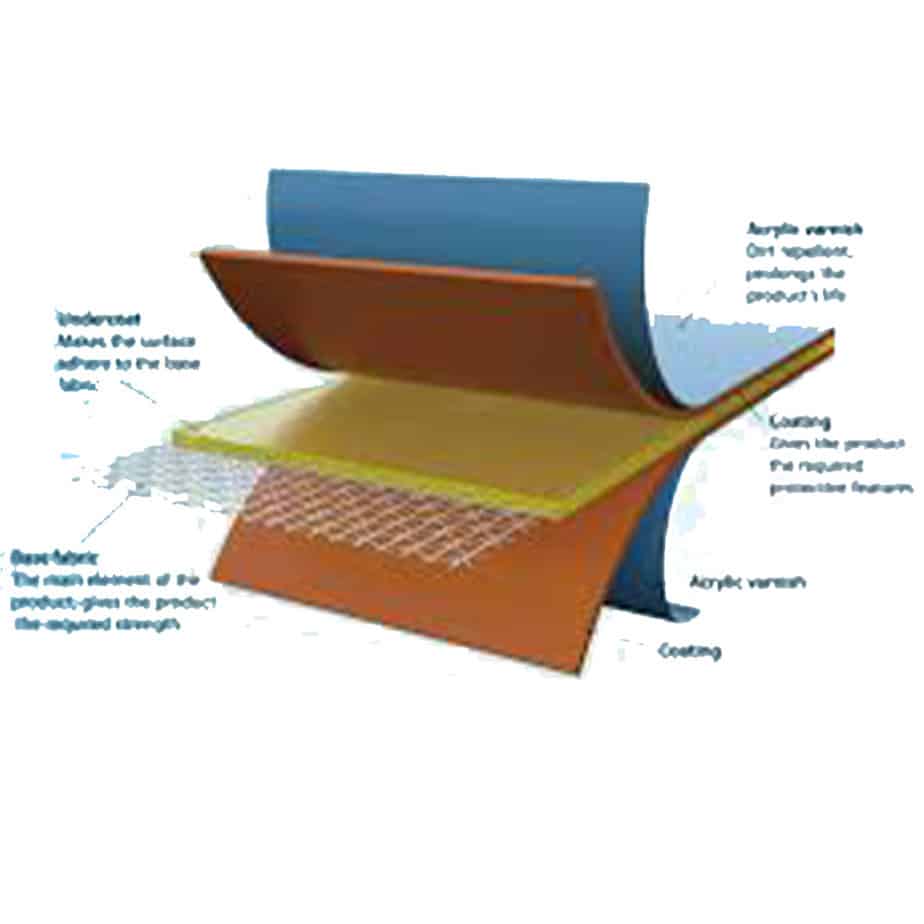 Acrylic varnish
Dirt repellent,
prolongs the
product's life
Undercoat
Makes the surface
adhere to the base
fabric
Coating
Gives the product
the required
protective features
Base fabric
The main element of the
product, gives the product
the required strength
Acrylic varnish
Coating